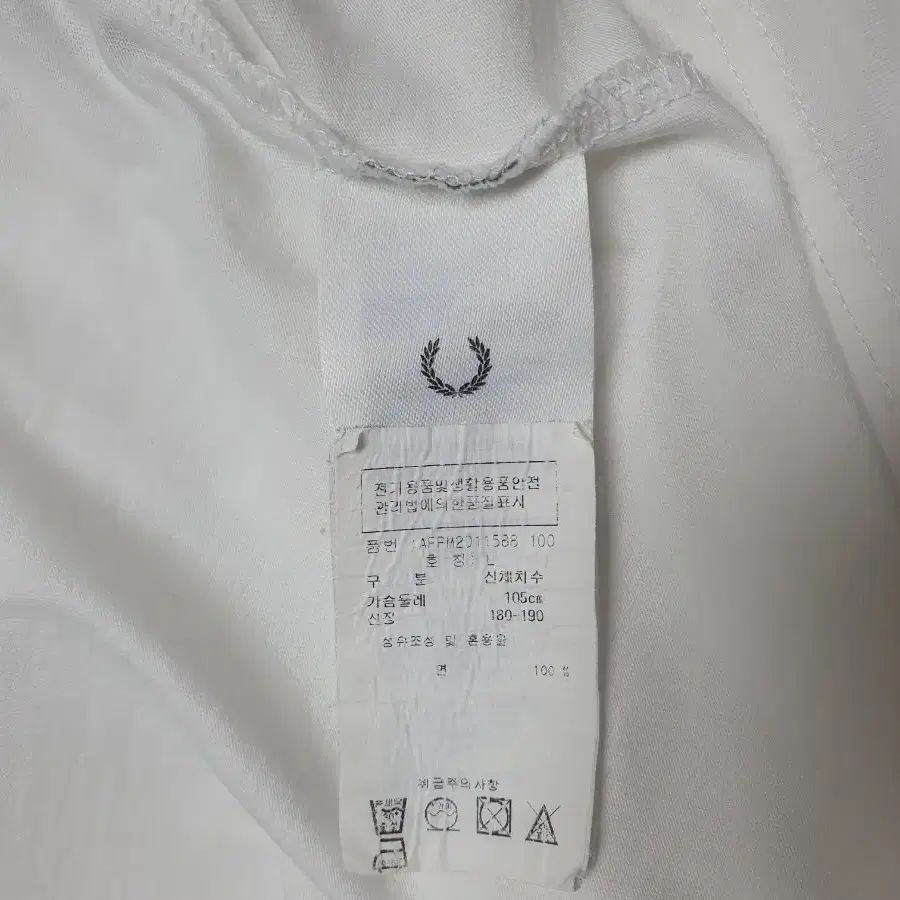 전기용품및생활용품안전
관리법에의한품질표시
품번 :AFPM2011588 100
호 칭: L
구 분 신체치수
가슴둘레 105cm
신장 180-190
섬유조성 및 혼용율
면 100 %
취급주의사항